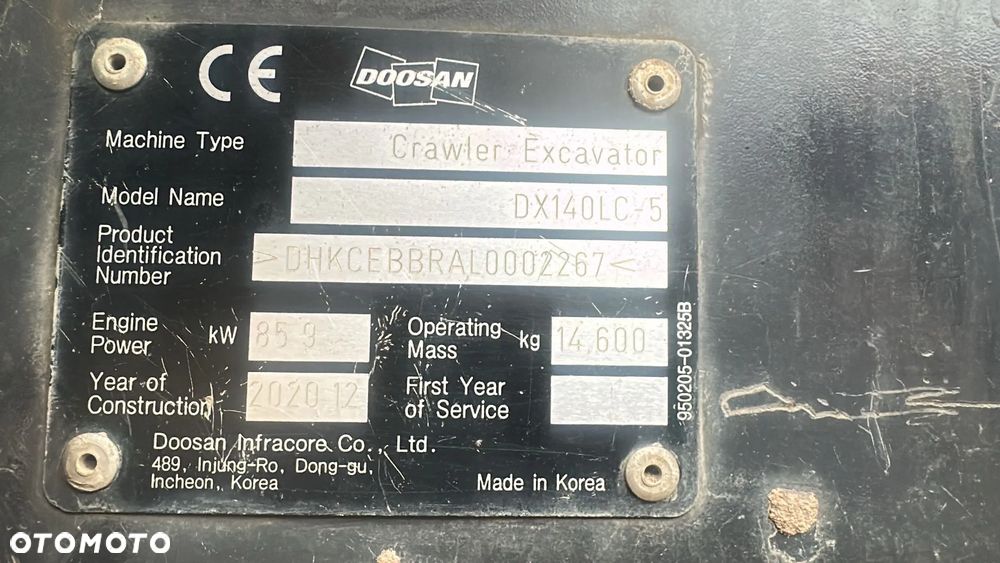 CE DOOSAN
Machine Type Crawler Excavator
Model Name DX140LC-5
Product
Identification
Number >DHKCEBBRAL0002267<
Engine
Power kW 85.9
Operating
Mass kg 14,600
Year of
Construction 2020.12
First Year
of Service
Doosan Infracore Co., Ltd.
489, Injung-Ro, Dong-gu,
Incheon, Korea
Made in Korea
950205-01325B
OTOMOTO